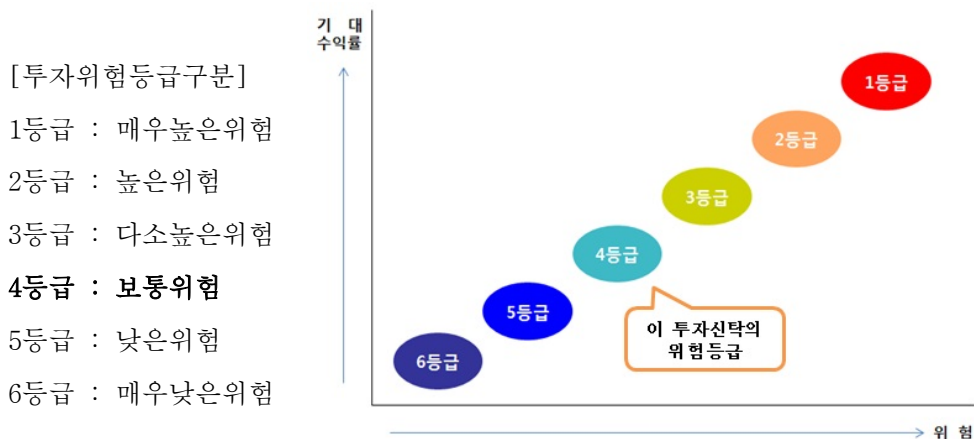 [투자위험등급구분]
1등급 : 매우높은위험
2등급 : 높은위험
3등급 : 다소높은위험
4등급 : 보통위험
5등급 : 낮은위험
6등급 : 매우낮은위험
기 대
수익률
1등급
2등급
3등급
4등급
5등급
6등급
이 투자신탁의
위험등급
위 험